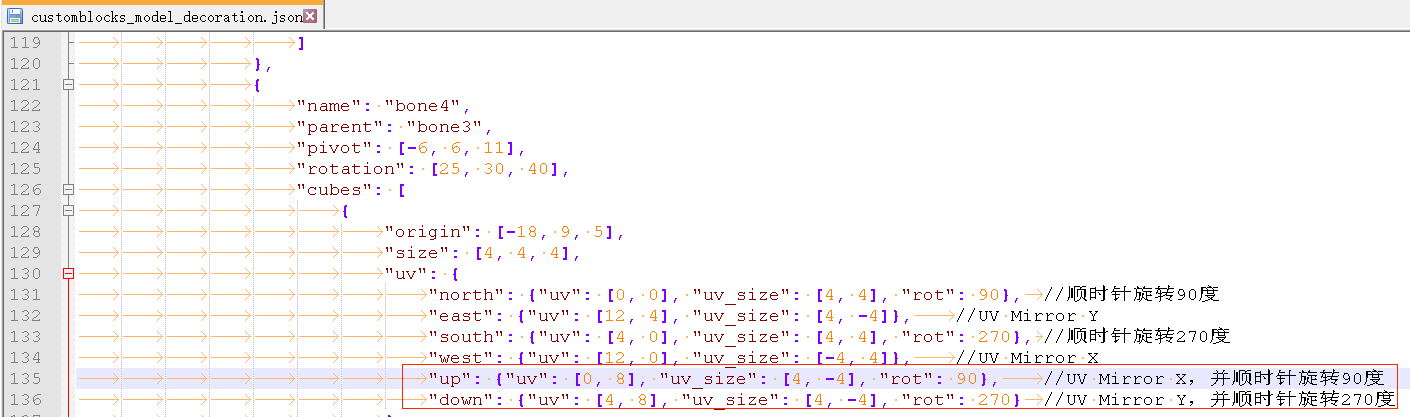 customblocks_model_decoration.json
119 ]
120 },
121 {
122 "name": "bone4",
123 "parent": "bone3",
124 "pivot": [-6, 6, 11],
125 "rotation": [25, 30, 40],
126 "cubes": [
127 {
128 "origin": [-18, 9, 5],
129 "size": [4, 4, 4],
130 "uv": {
131 "north": {"uv": [0, 0], "uv_size": [4, 4], "rot": 90}, //顺时针旋转90度
132 "east": {"uv": [12, 4], "uv_size": [4, -4]}, //UV Mirror Y
133 "south": {"uv": [4, 0], "uv_size": [4, 4], "rot": 270}, //顺时针旋转270度
134 "west": {"uv": [12, 0], "uv_size": [-4, 4]}, //UV Mirror X
135 "up": {"uv": [0, 8], "uv_size": [4, -4], "rot": 90}, //UV Mirror X, 并顺时针旋转90度
136 "down": {"uv": [4, 8], "uv_size": [4, -4], "rot": 270} //UV Mirror Y, 并顺时针旋转270度